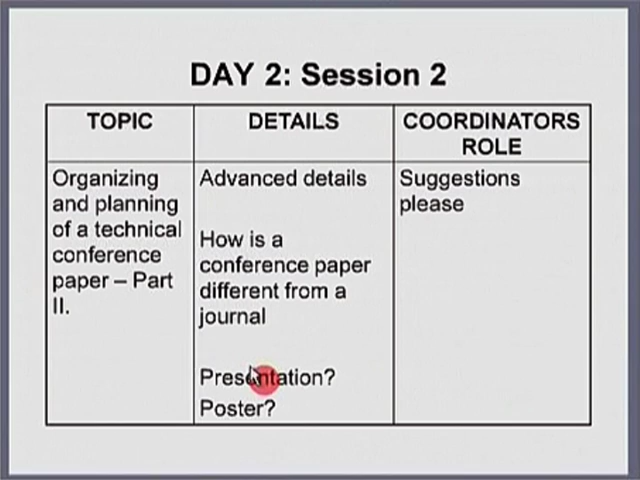 DAY 2: Session 2
TOPIC
DETAILS
COORDINATORS
ROLE
Organizing
and planning
of a technical
conference
paper – Part
II.
Advanced details
How is a
conference paper
different from a
journal
Presentation?
Poster?
Suggestions
please